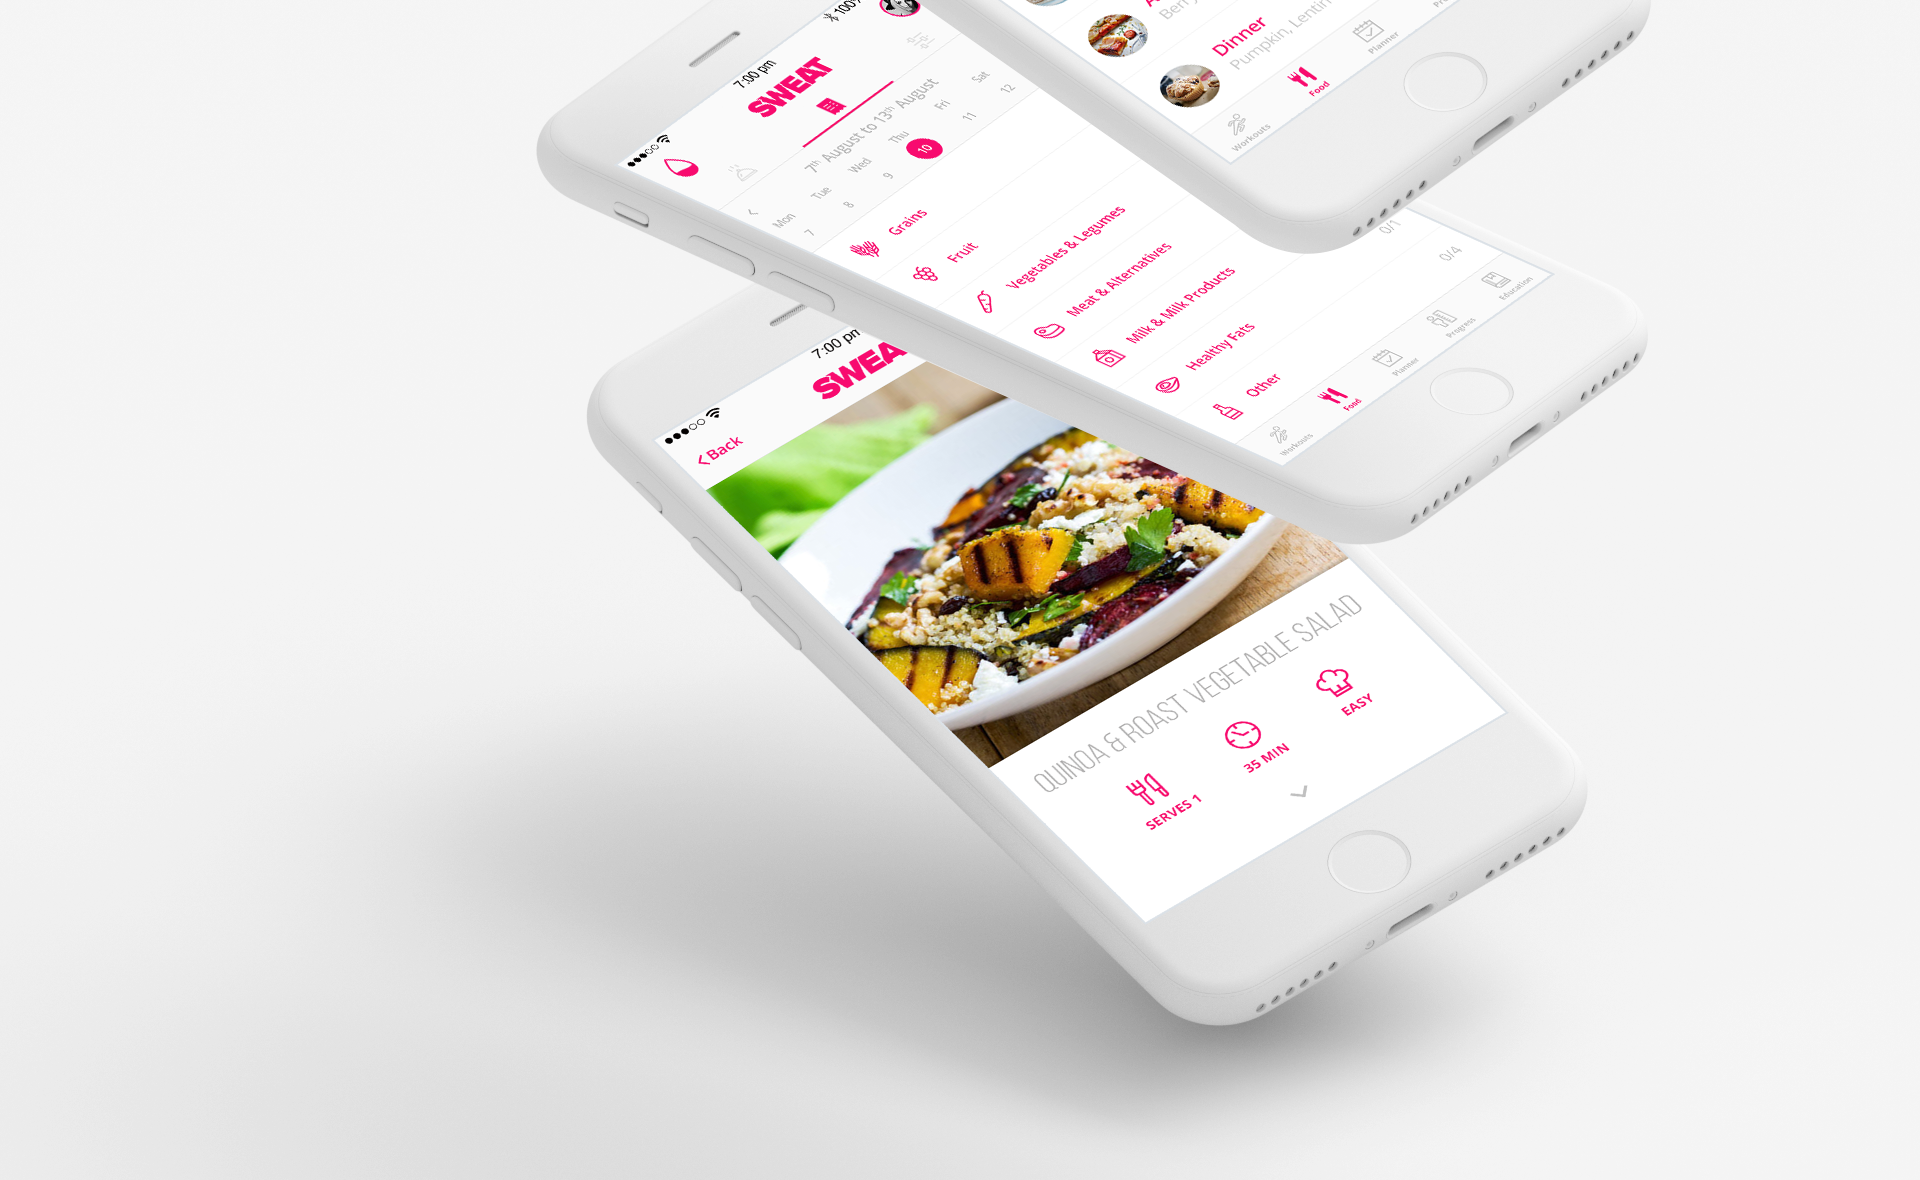 Dinner
Pumpkin, Lentin
Workouts
Food
Planner
100%
7:00 pm
SWEAT
7th August to 13th August
Mon
Tue
Wed
Thu
Fri
Sat
7
8
9
10
11
12
Grains
Fruit
Vegetables & Legumes
Meat & Alternatives
Milk & Milk Products
0/1
Healthy Fats
0/4
Other
Workouts
Food
Planner
Progress
Education
7:00 pm
Back
QUINOA & ROAST VEGETABLE SALAD
SERVES 1
35 MIN
EASY